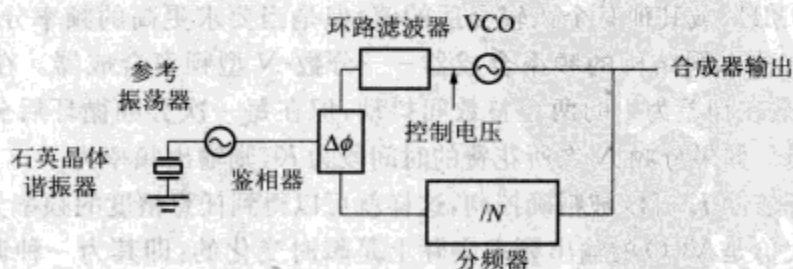 环路滤波器 VCO
参考
振荡器
合成器输出
控制电压
Δϕ
石英晶体
谐振器
鉴相器
/N
分频器